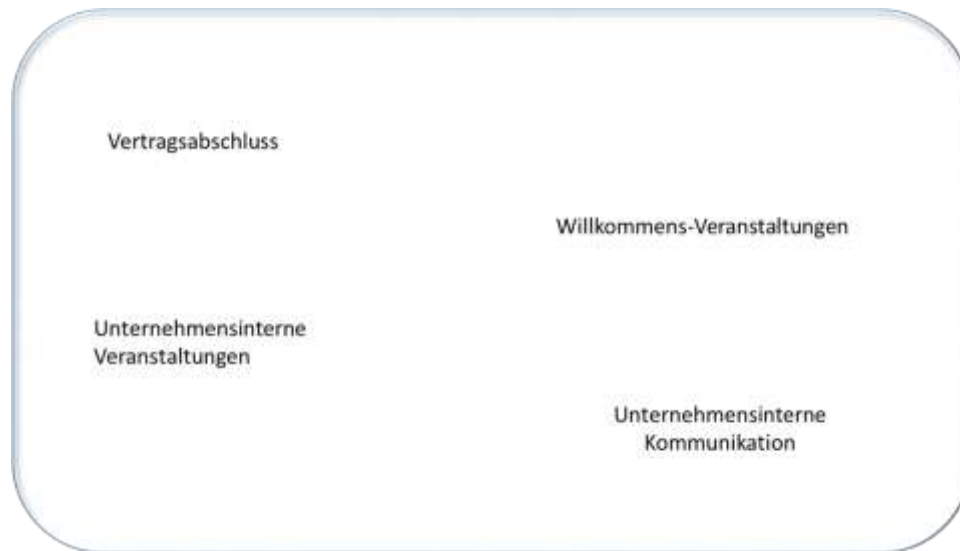 Vertragsabschluss
Willkommens-Veranstaltungen
Unternehmensinterne
Veranstaltungen
Unternehmensinterne
Kommunikation